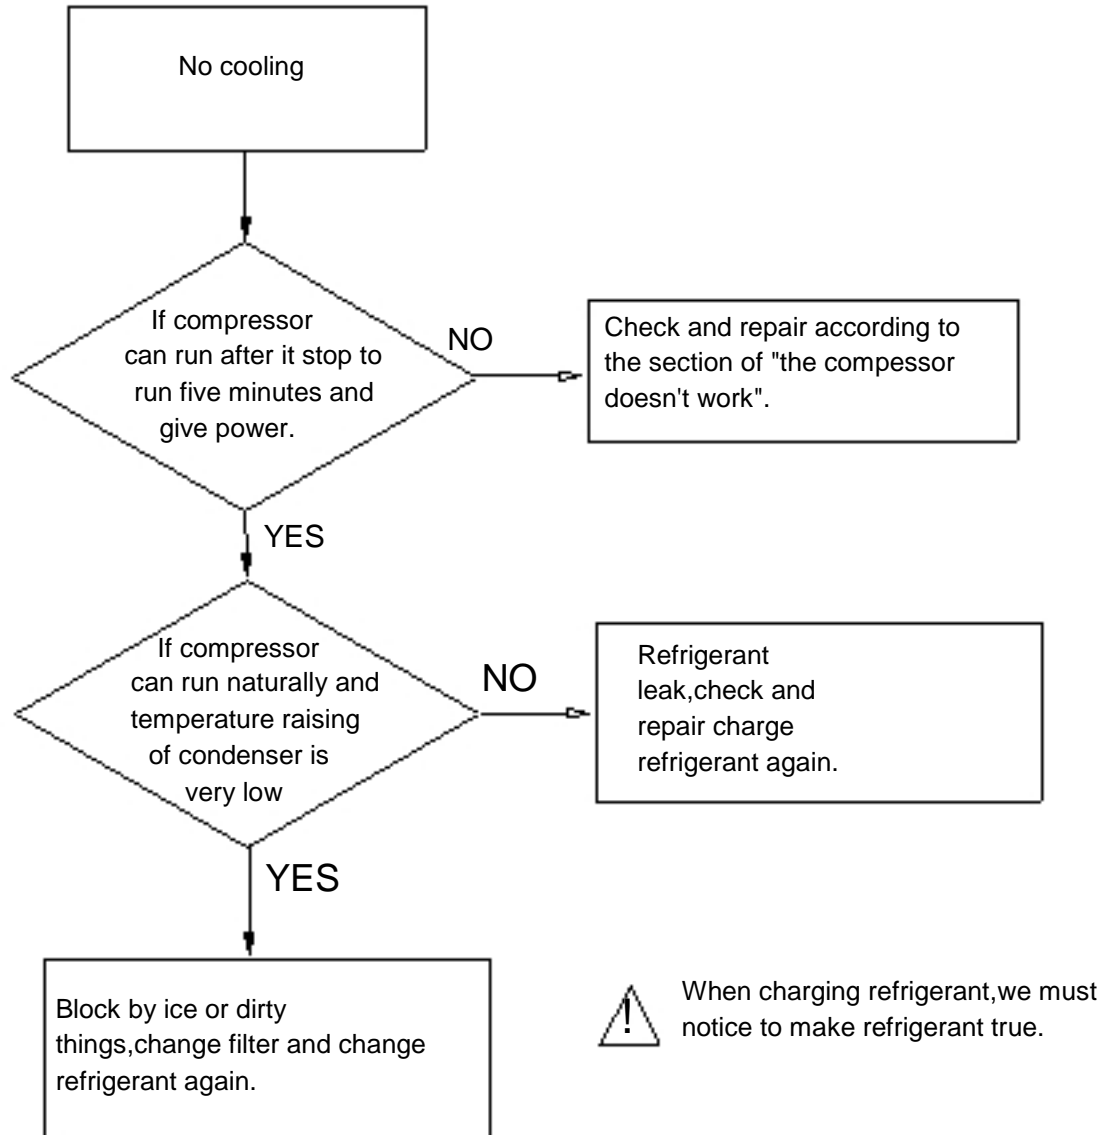 No cooling
If compressor
can run after it stop to
run five minutes and
give power.
NO
Check and repair according to
the section of "the compessor
doesn't work".
YES
If compressor
can run naturally and
temperature raising
of condenser is
very low
NO
Refrigerant
leak,check and
repair charge
refrigerant again.
YES
Block by ice or dirty
things,change filter and change
refrigerant again.
!
When charging refrigerant,we must
notice to make refrigerant true.